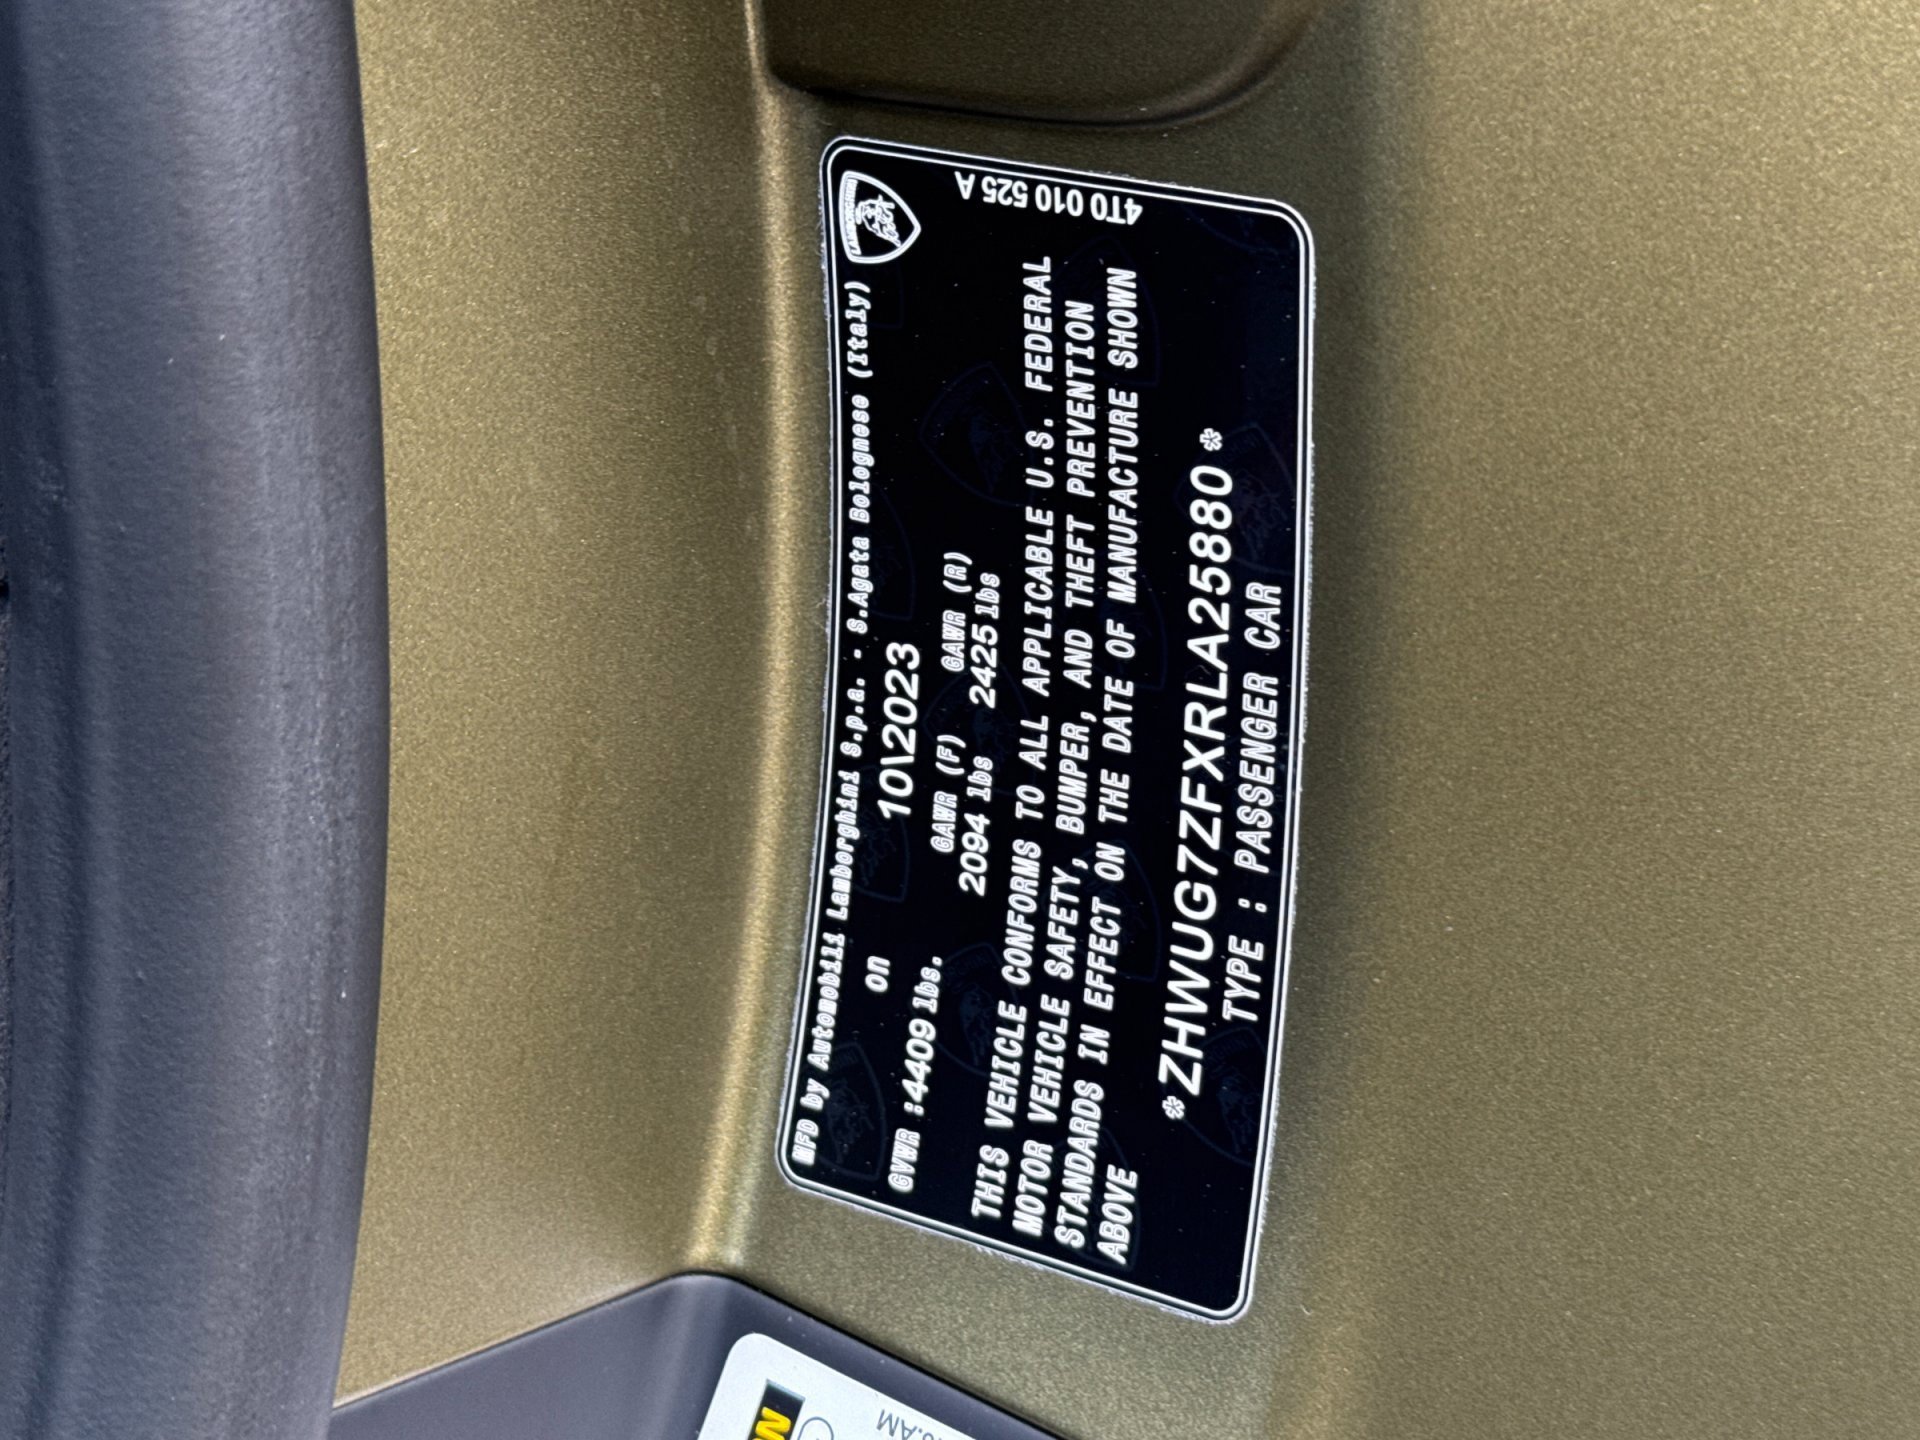 LAMBORGHINI
4T0 010 525 A
MFD by Automobili Lamborghini S.p.a. - S.Agata Bolognese (Italy)
on 10\2023
GAWR (F) GAWR (R)
GVWR :4409 lbs. 2094 lbs 2425 lbs
THIS VEHICLE CONFORMS TO ALL APPLICABLE U.S. FEDERAL
MOTOR VEHICLE SAFETY, BUMPER, AND THEFT PREVENTION
STANDARDS IN EFFECT ON THE DATE OF MANUFACTURE SHOWN
ABOVE
*ZHWUG7ZFXRLA25880*
TYPE : PASSENGER CAR